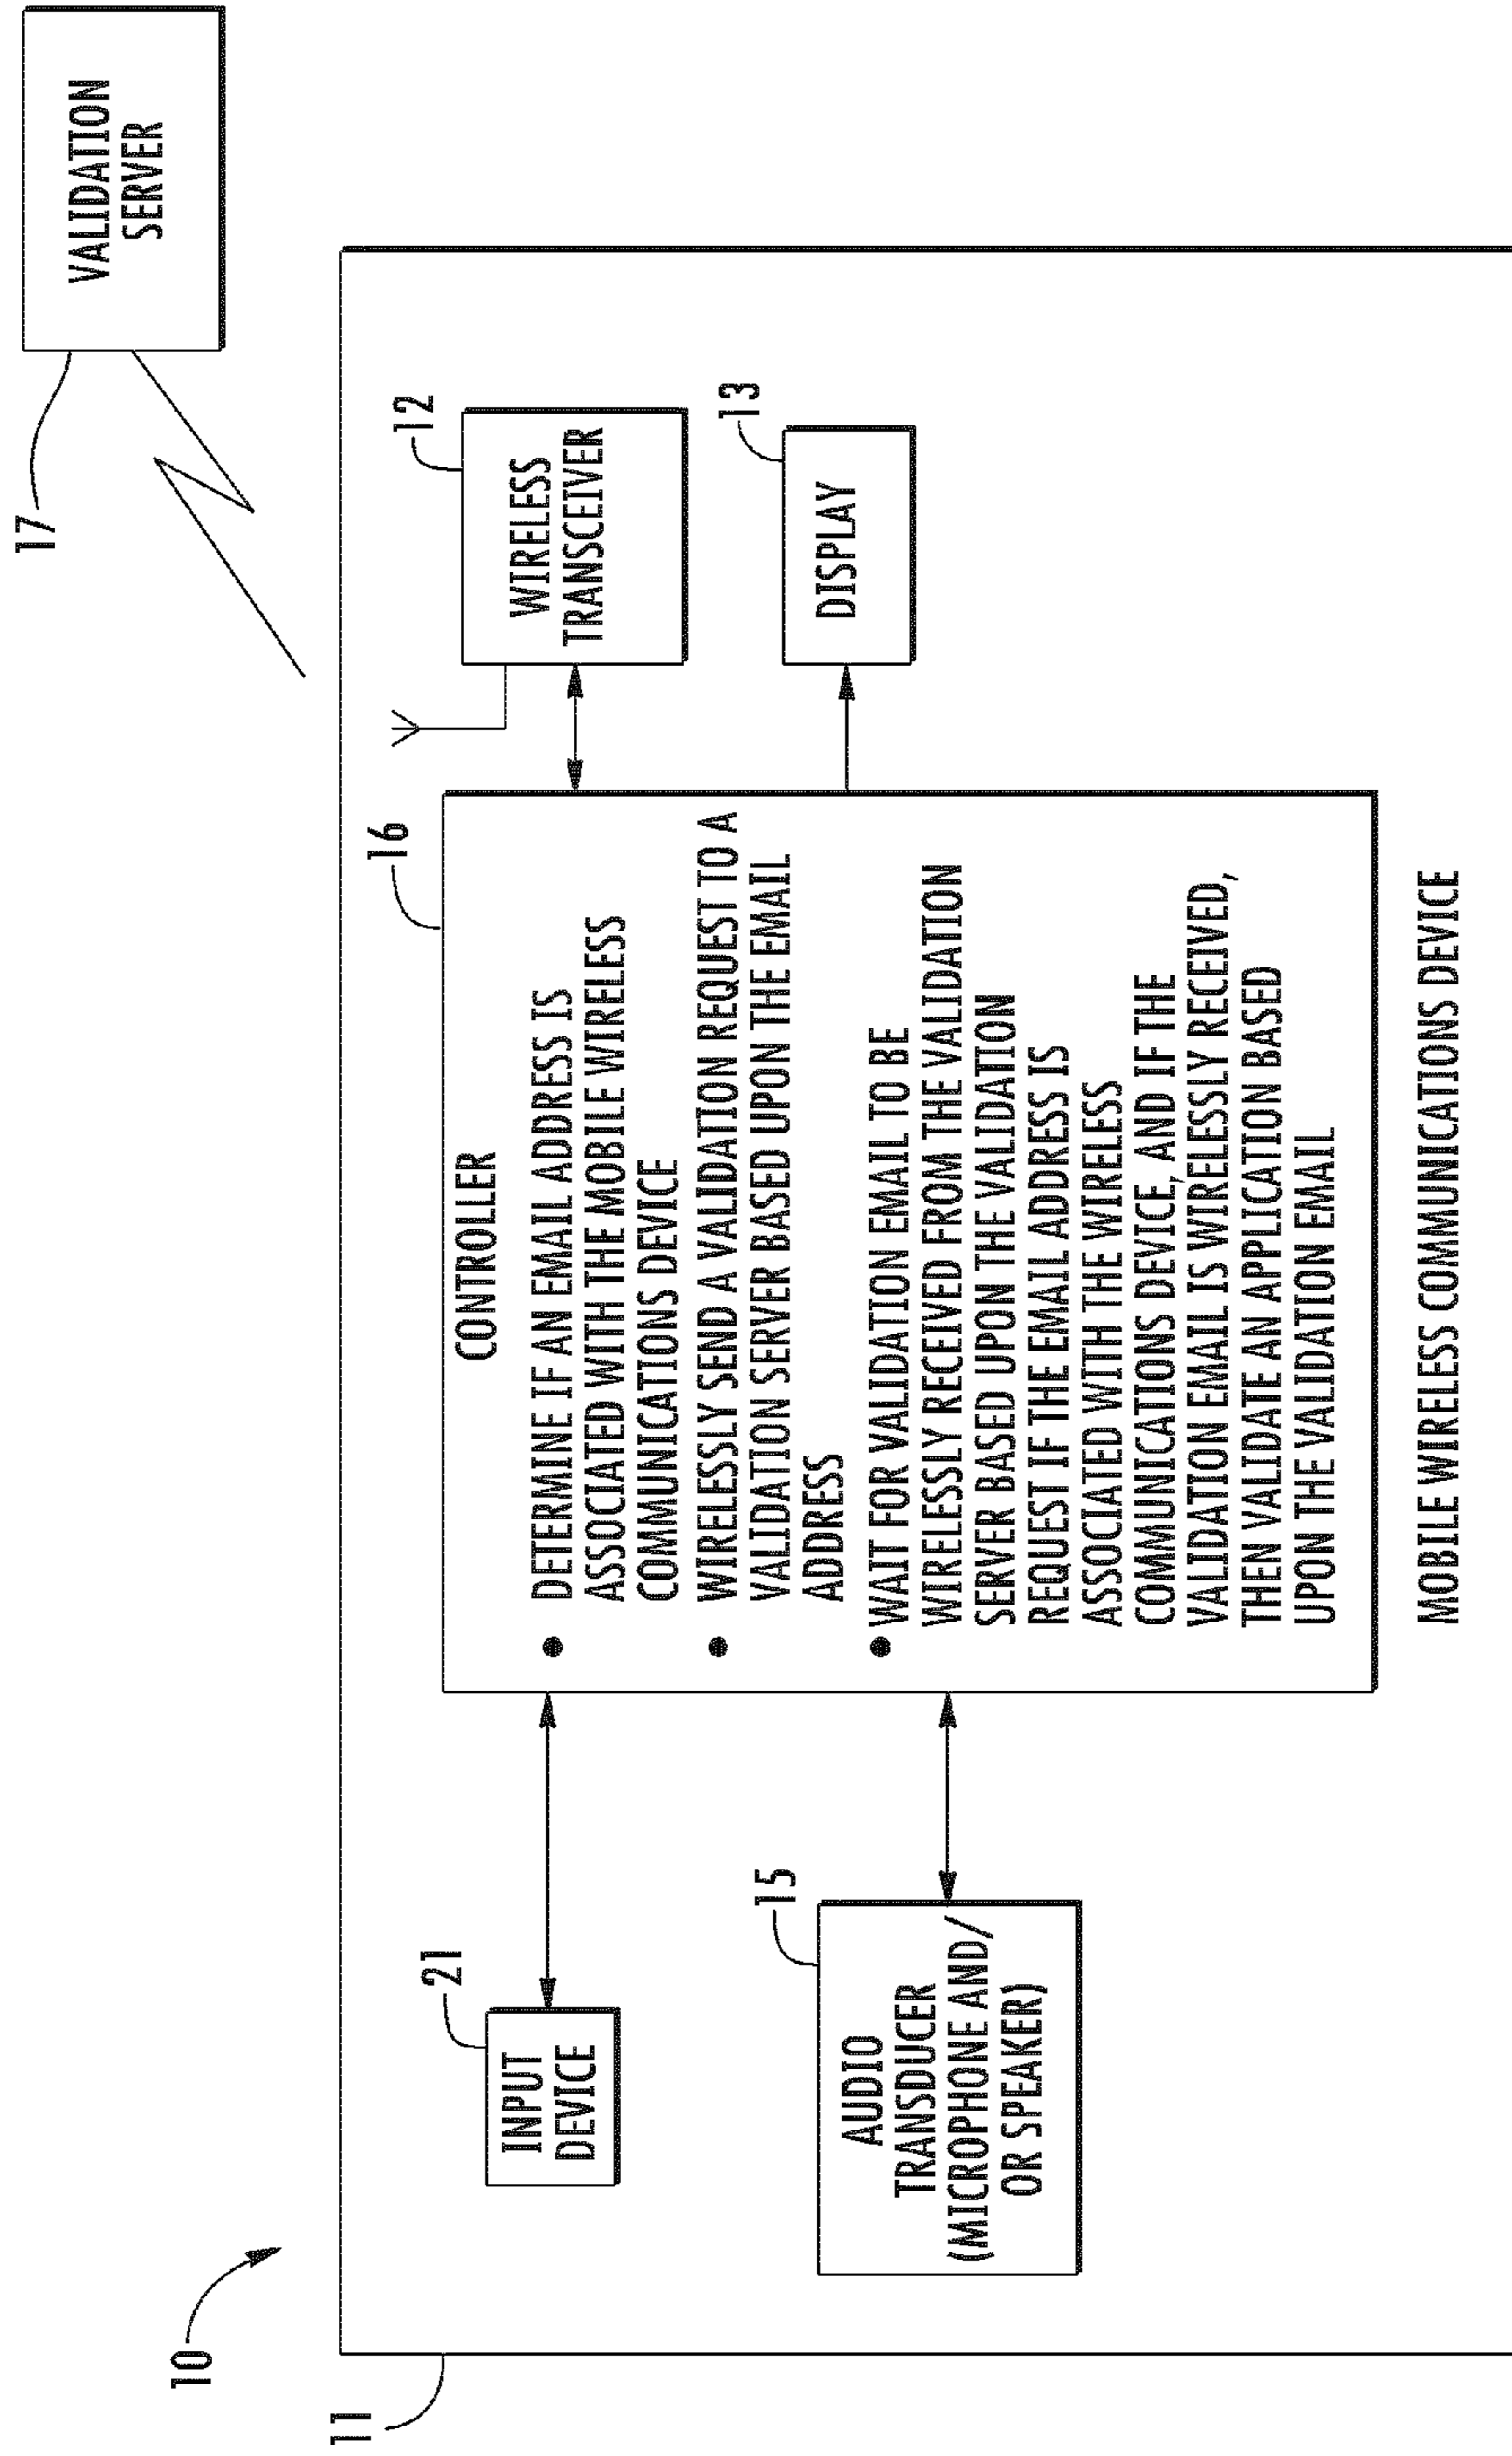 17
VALIDATION
SERVER
10
11
21
INPUT
DEVICE
15
AUDIO
TRANSDUCER
(MICROPHONE AND/
OR SPEAKER)
16
CONTROLLER
• DETERMINE IF AN EMAIL ADDRESS IS
ASSOCIATED WITH THE MOBILE WIRELESS
COMMUNICATIONS DEVICE
• WIRELESSLY SEND A VALIDATION REQUEST TO A
VALIDATION SERVER BASED UPON THE EMAIL
ADDRESS
• WAIT FOR VALIDATION EMAIL TO BE
WIRELESSLY RECEIVED FROM THE VALIDATION
SERVER BASED UPON THE VALIDATION
REQUEST IF THE EMAIL ADDRESS IS
ASSOCIATED WITH THE WIRELESS
COMMUNICATIONS DEVICE, AND IF THE
VALIDATION EMAIL IS WIRELESSLY RECEIVED,
THEN VALIDATE AN APPLICATION BASED
UPON THE VALIDATION EMAIL
12
WIRELESS
TRANSCEIVER
13
DISPLAY
MOBILE WIRELESS COMMUNICATIONS DEVICE